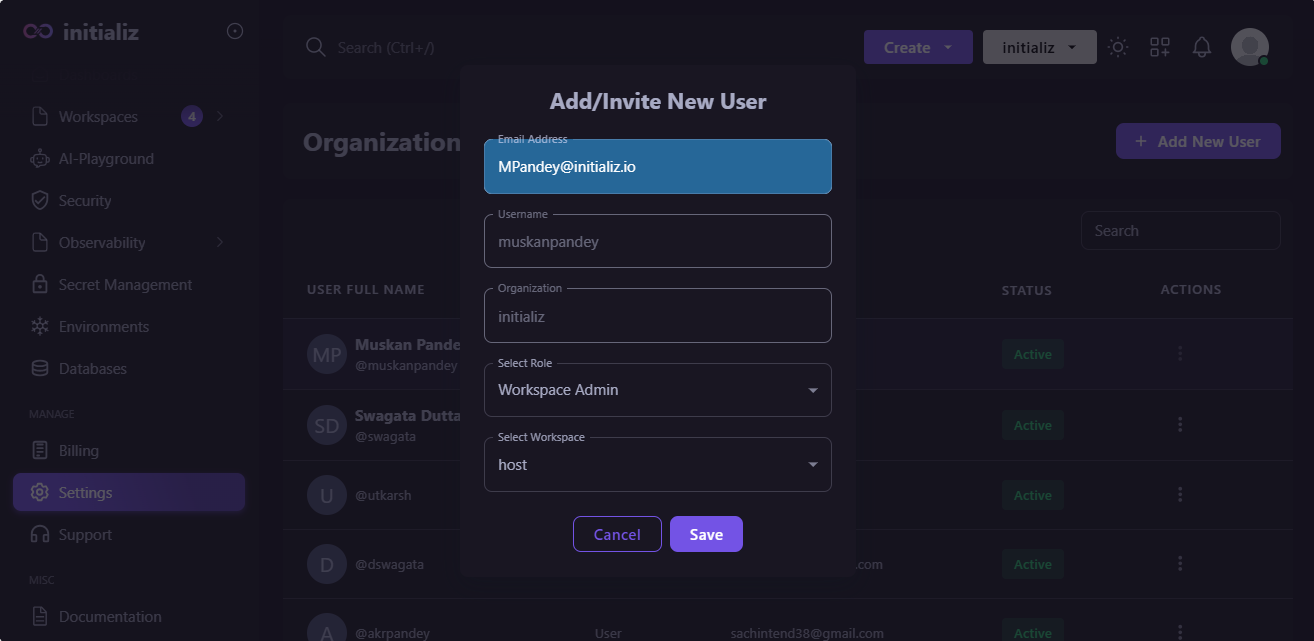 initializ
Search (Ctrl+/)
Create
initializ
Workspaces 4
AI-Playground
Security
Observability
Secret Management
Environments
Databases
MANAGE
Billing
Settings
Support
MISC
Documentation
Organization
+ Add New User
Search
USER FULL NAME
STATUS
ACTIONS
MP
Muskan Pande
@muskanpandey
Active
SD
Swagata Dutta
@swagata
Active
U
@utkarsh
Active
D
@dswagata
.com
Active
A
@akrpandey
User
sachintend38@gmail.com
Active
Add/Invite New User
Email Address
MPandey@initializ.io
Username
muskanpandey
Organization
initializ
Select Role
Workspace Admin
Select Workspace
host
Cancel
Save